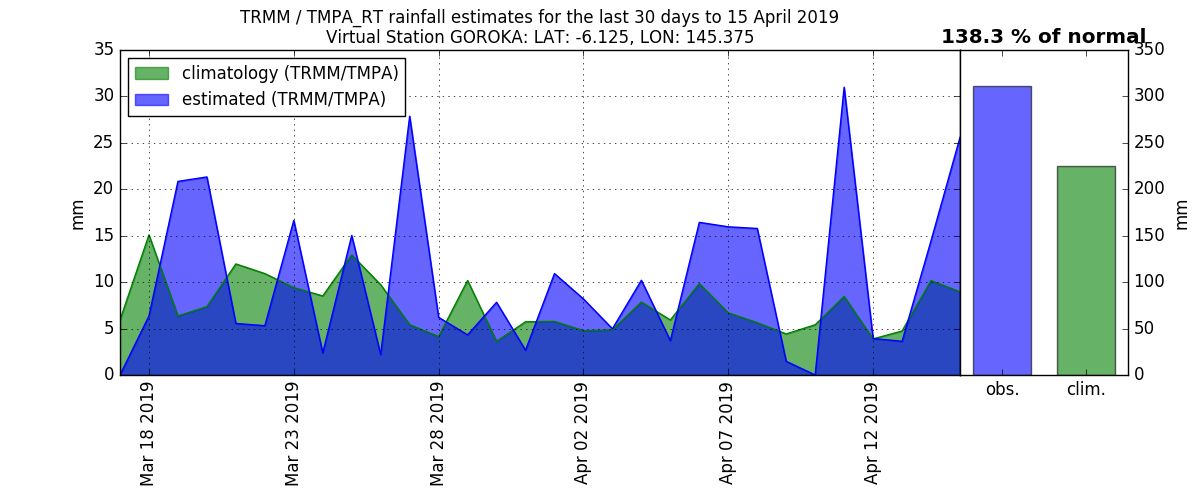 TRMM / TMPA_RT rainfall estimates for the last 30 days to 15 April 2019
Virtual Station GOROKA: LAT: -6.125, LON: 145.375
138.3 % of normal
climatology (TRMM/TMPA)
estimated (TRMM/TMPA)
mm
35
30
25
20
15
10
5
0
Mar 18 2019
Mar 23 2019
Mar 28 2019
Apr 02 2019
Apr 07 2019
Apr 12 2019
obs.
clim.
350
300
250
200
150
100
50
0
mm